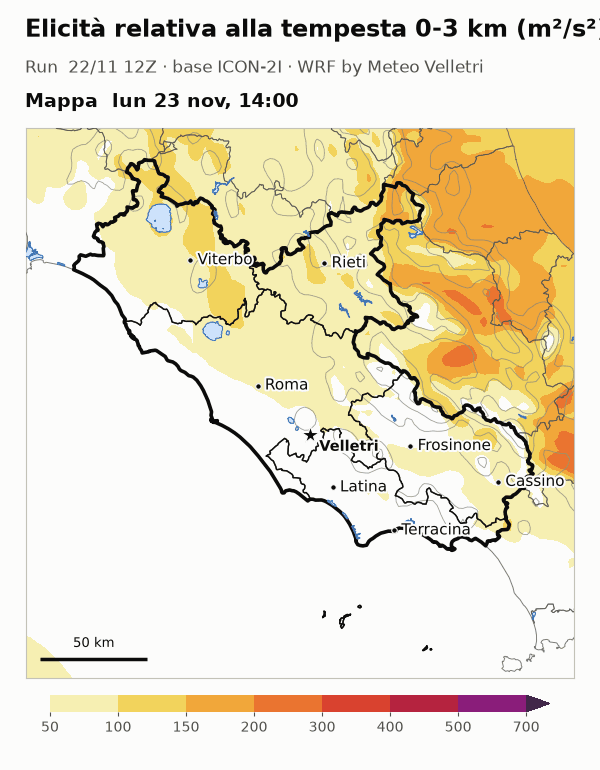 Elicità relativa alla tempesta 0-3 km (m²/s²)
Run  22/11 12Z · base ICON-2I · WRF by Meteo Velletri
Mappa  lun 23 nov, 14:00
Viterbo
Rieti
Roma
Velletri
Frosinone
Cassino
Latina
Terracina
50 km
50 100 150 200 300 400 500 700